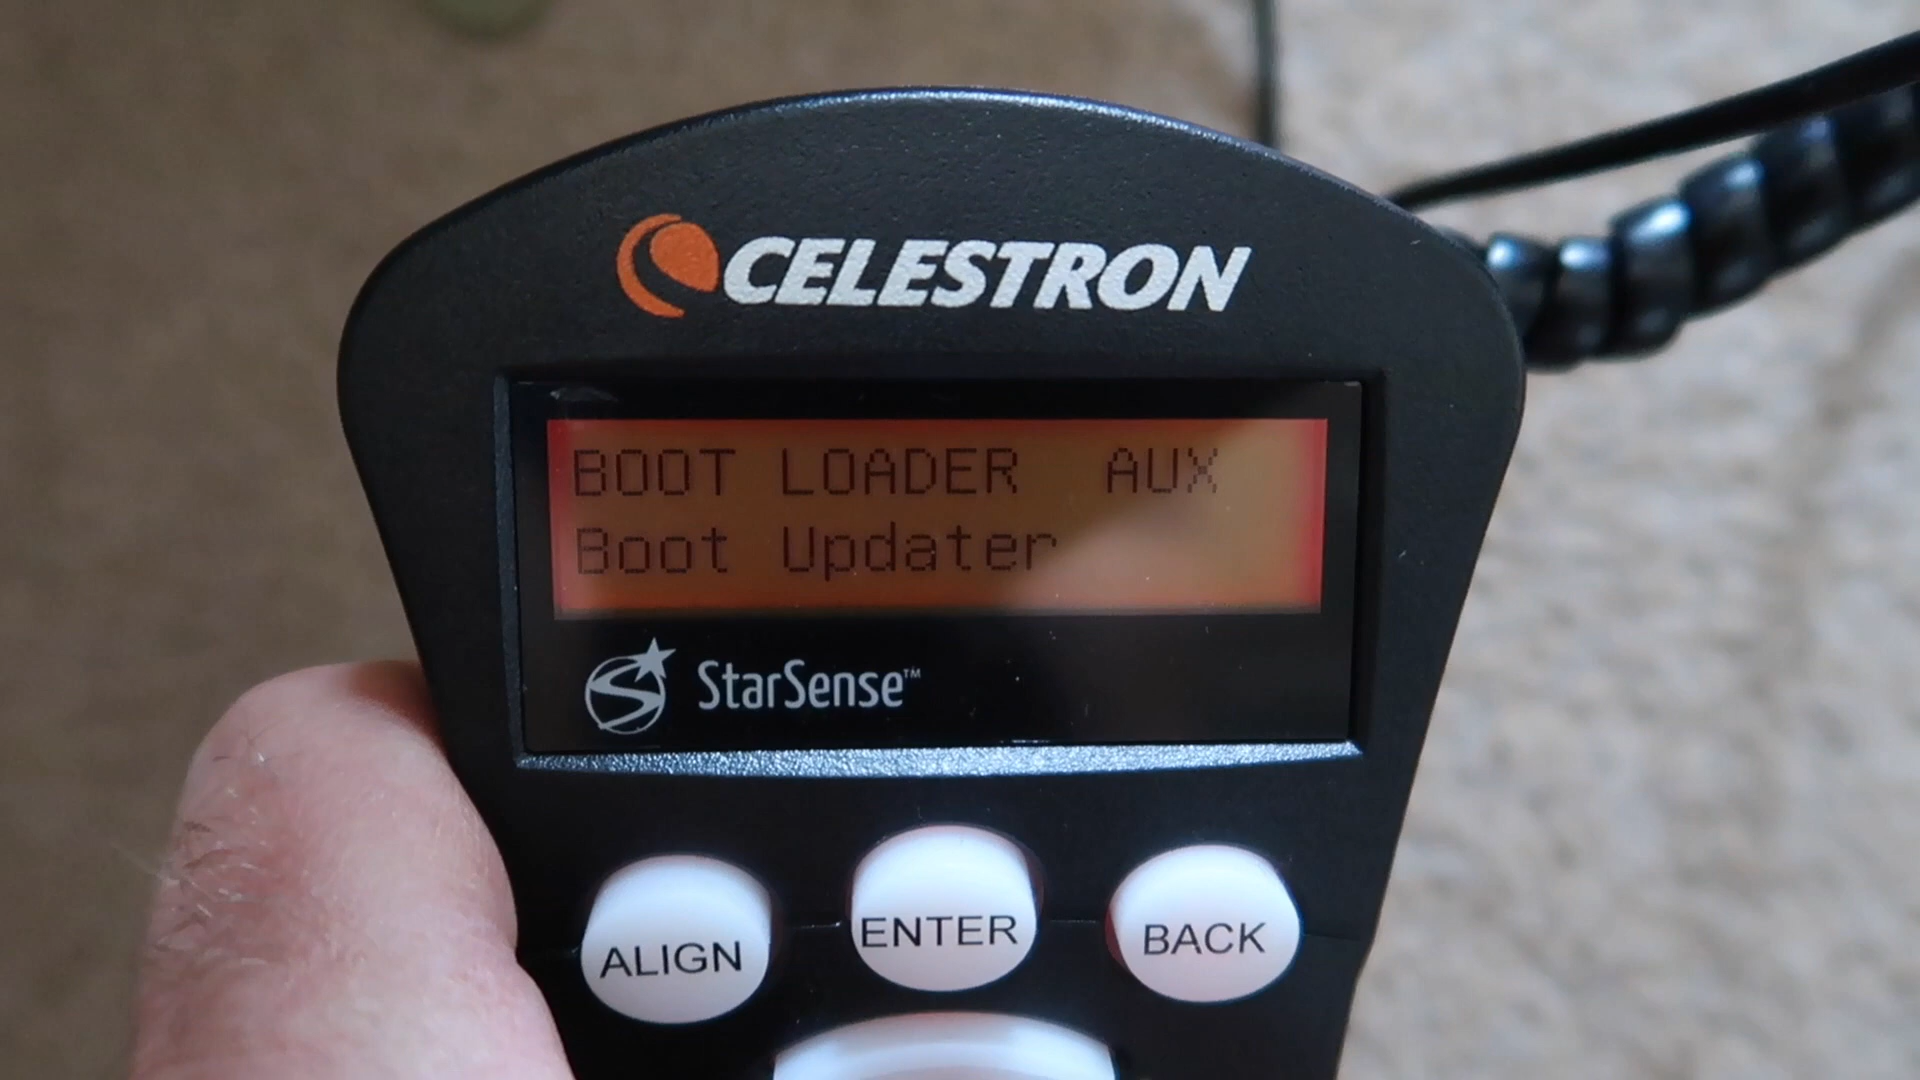 CELESTRON
BOOT LOADER AUX
Boot Updater
StarSense™
ALIGN
ENTER
BACK